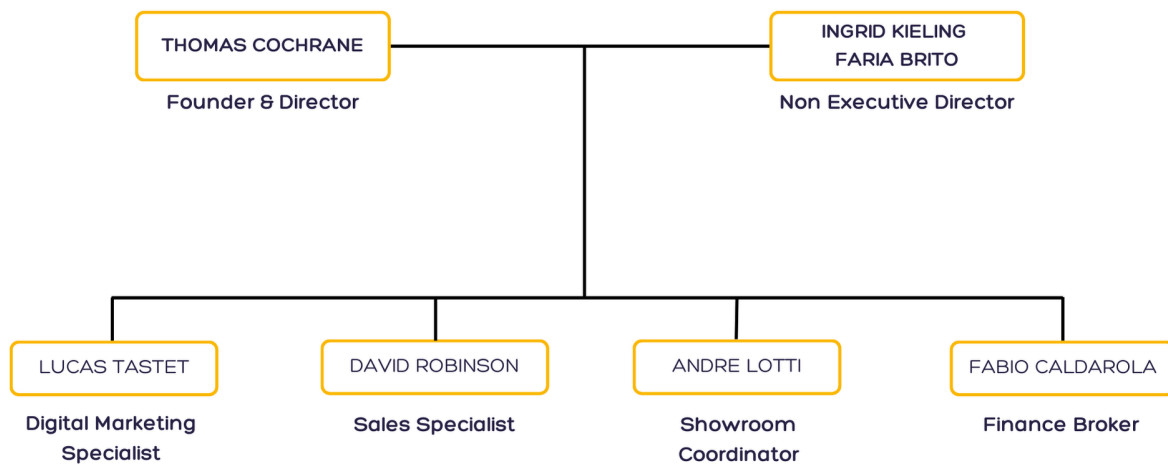 THOMAS COCHRANE
Founder & Director
INGRID KIELING
FARIA BRITO
Non Executive Director
LUCAS TASTET
Digital Marketing
Specialist
DAVID ROBINSON
Sales Specialist
ANDRE LOTTI
Showroom
Coordinator
FABIO CALDAROLA
Finance Broker